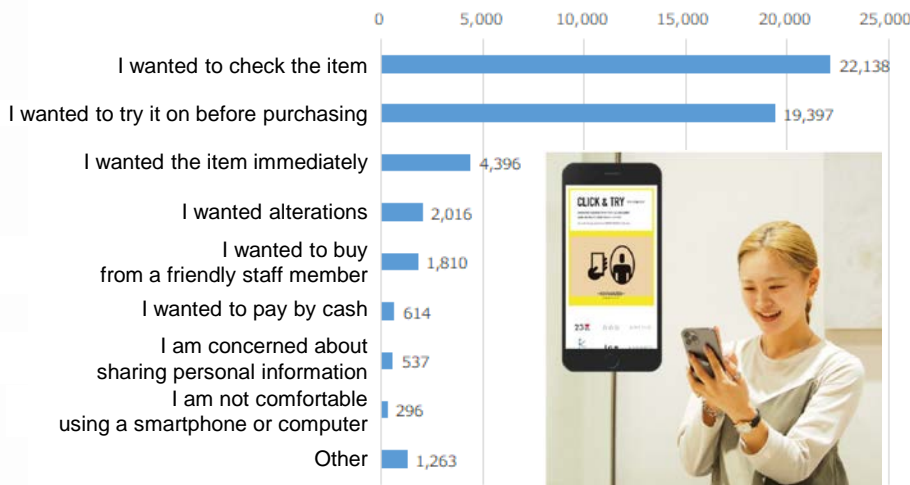 0 5,000 10,000 15,000 20,000 25,000
I wanted to check the item 22,138
I wanted to try it on before purchasing 19,397
I wanted the item immediately 4,396
I wanted alterations 2,016
I wanted to buy
from a friendly staff member 1,810
I wanted to pay by cash 614
I am concerned about
sharing personal information 537
I am not comfortable
using a smartphone or computer 296
Other 1,263
CLICK & TRY